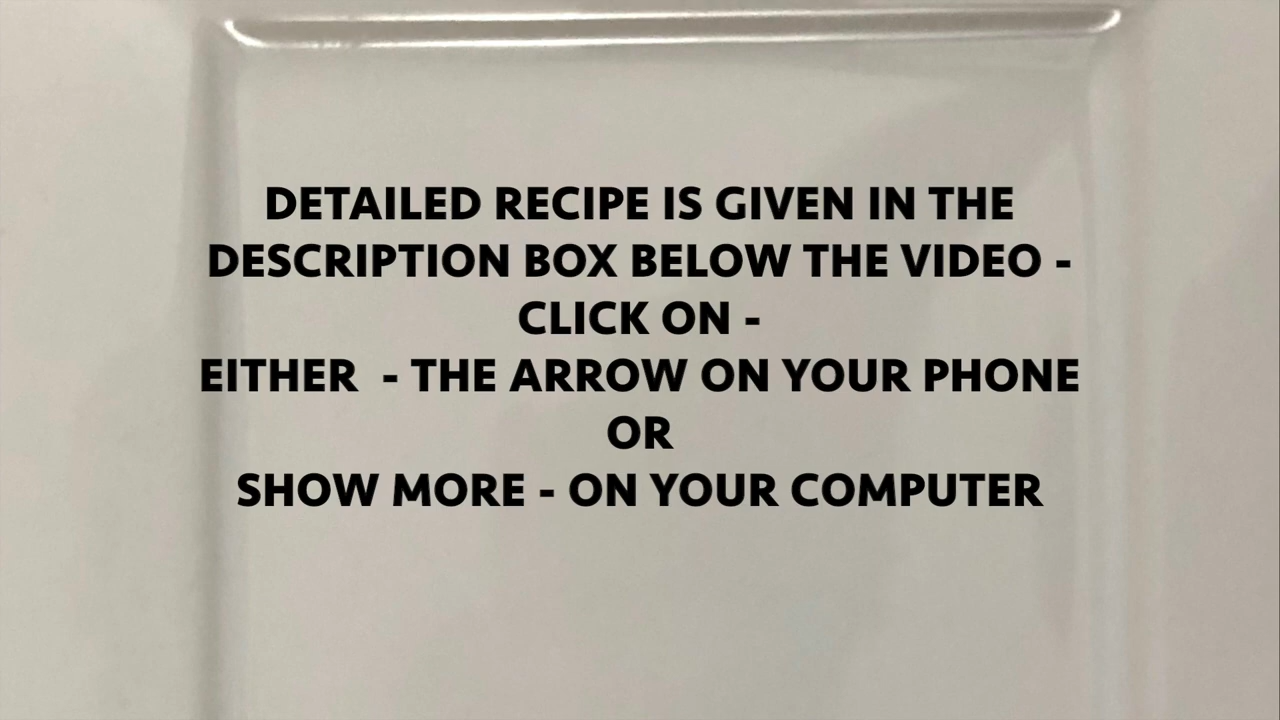 DETAILED RECIPE IS GIVEN IN THE
DESCRIPTION BOX BELOW THE VIDEO -
CLICK ON -
EITHER  - THE ARROW ON YOUR PHONE
OR
SHOW MORE - ON YOUR COMPUTER